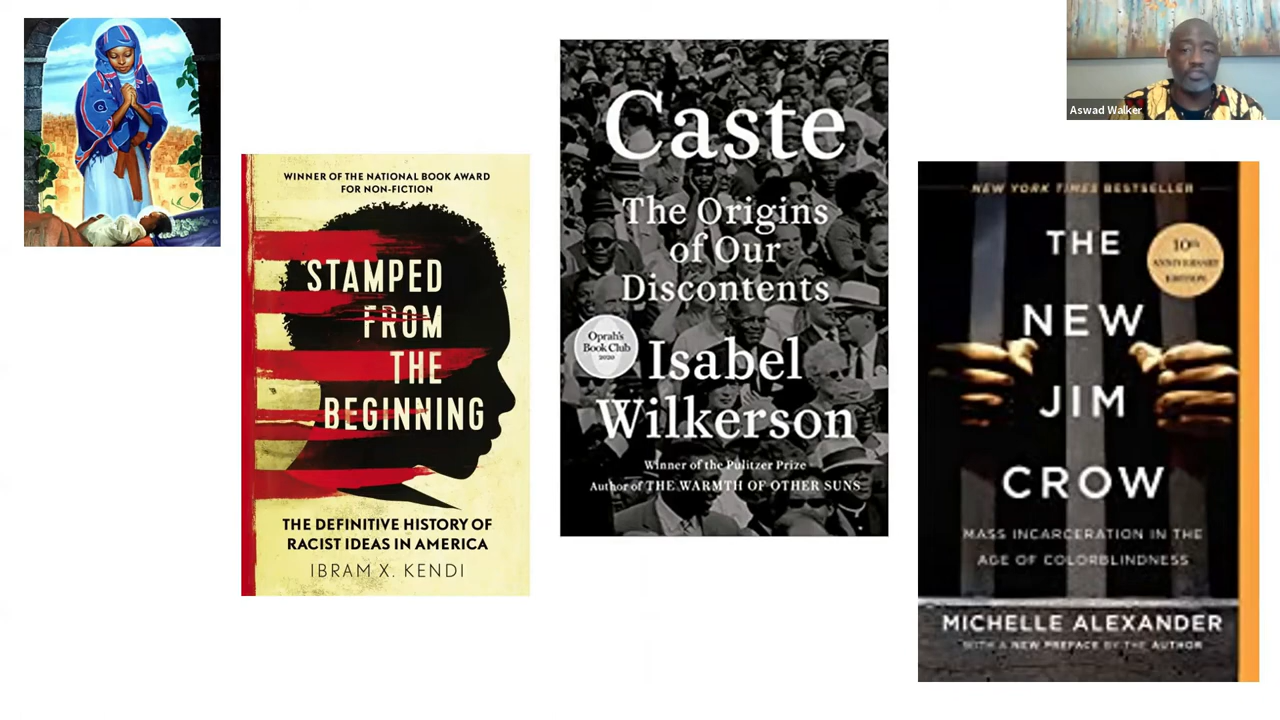 WINNER OF THE NATIONAL BOOK AWARD
FOR NON-FICTION
STAMPED
FROM
THE
BEGINNING
THE DEFINITIVE HISTORY OF
RACIST IDEAS IN AMERICA
IBRAM X. KENDI
Caste
The Origins
of Our
Discontents
Oprah's
Book Club
2020
Isabel
Wilkerson
Winner of the Pulitzer Prize
Author of THE WARMTH OF OTHER SUNS
Aswad Walker
NEW YORK TIMES BESTSELLER
THE
10th
ANNIVERSARY
EDITION
NEW
JIM
CROW
MASS INCARCERATION IN THE
AGE OF COLORBLINDNESS
MICHELLE ALEXANDER
WITH A NEW PREFACE BY THE AUTHOR